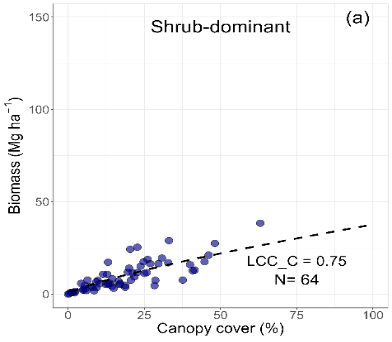 Shrub-dominant
(a)
150
100
50
0
Biomass (Mg ha⁻¹)
LCC_C = 0.75
N= 64
0
25
50
75
100
Canopy cover (%)